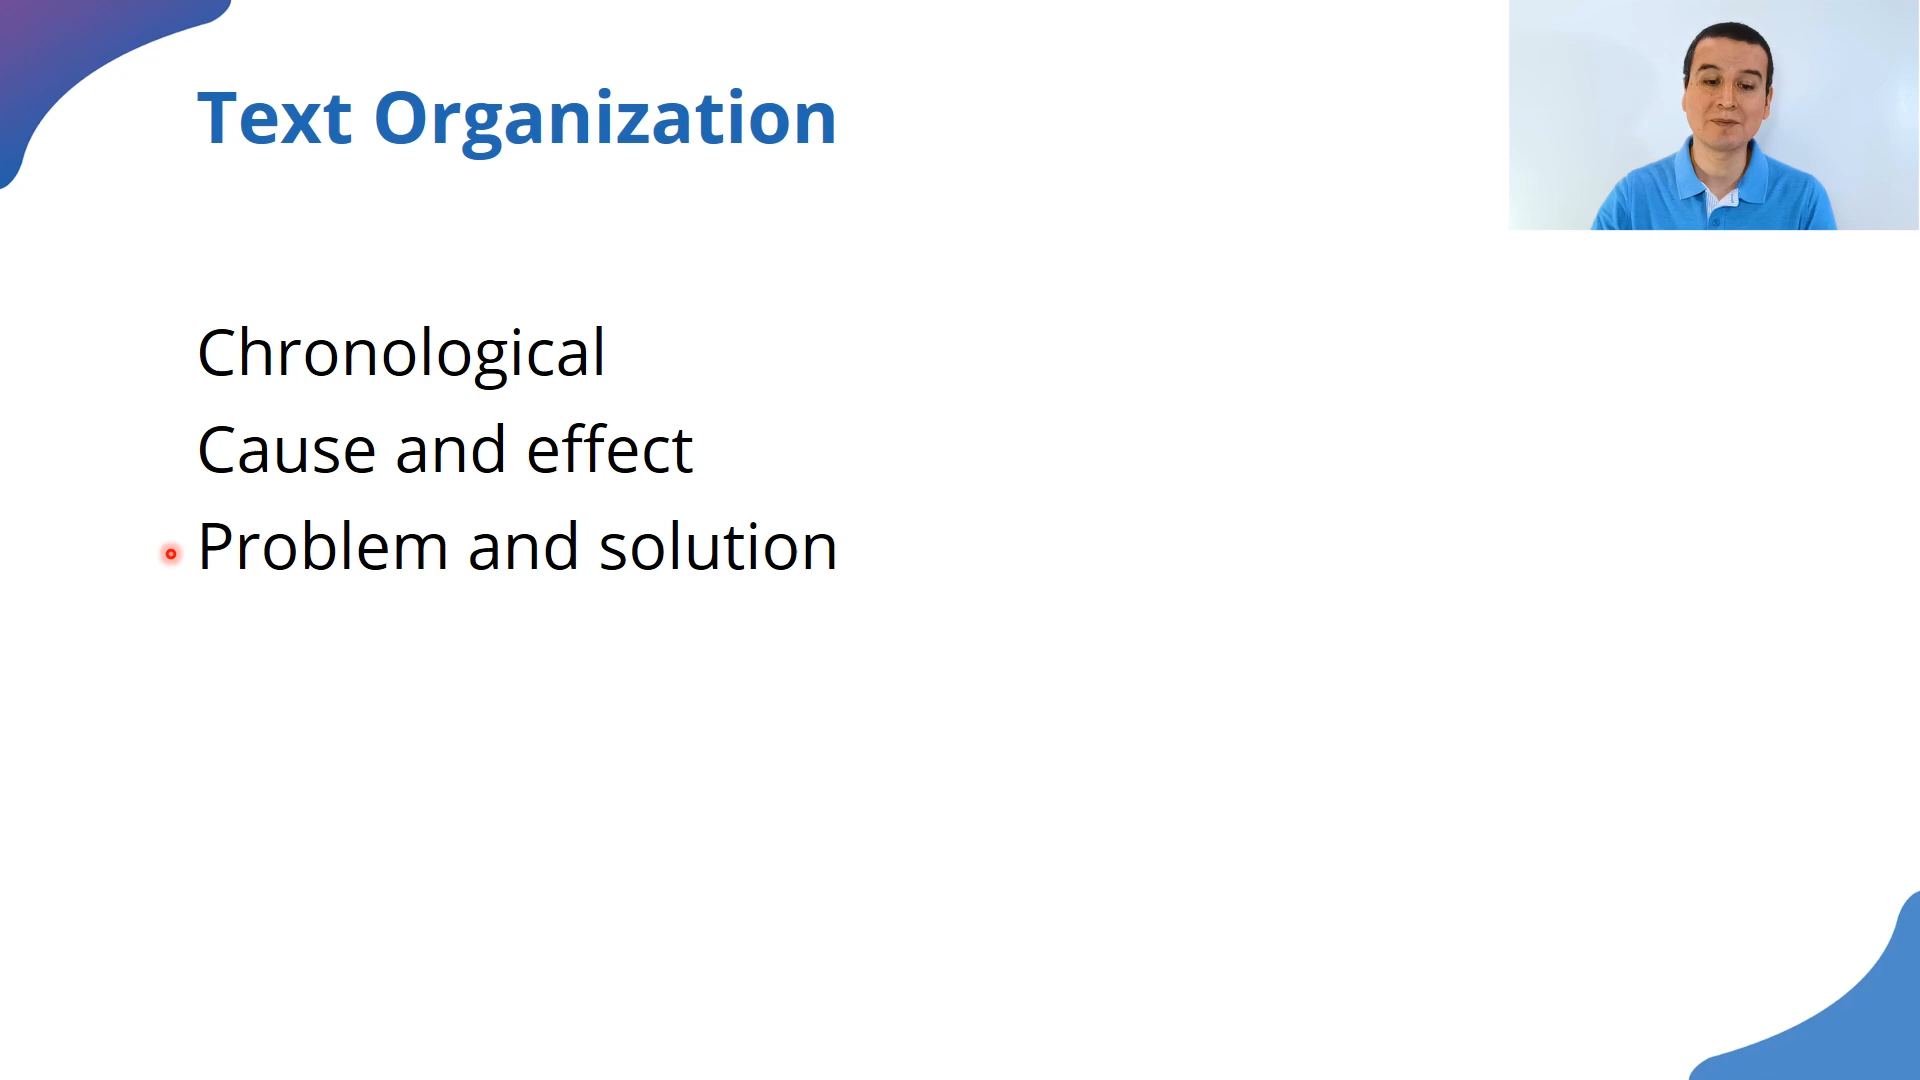 Text Organization
Chronological
Cause and effect
Problem and solution